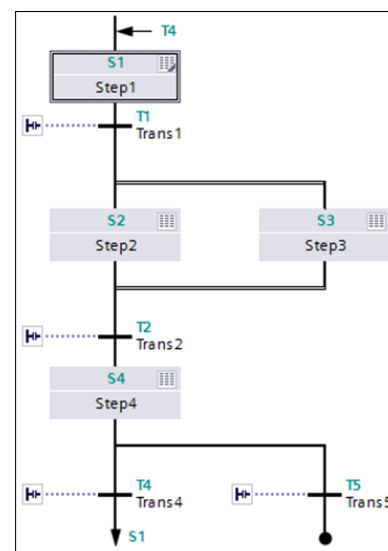 T4
S1
Step1
T1
Trans1
S2
Step2
S3
Step3
T2
Trans2
S4
Step4
T4
Trans4
T5
Trans5
S1